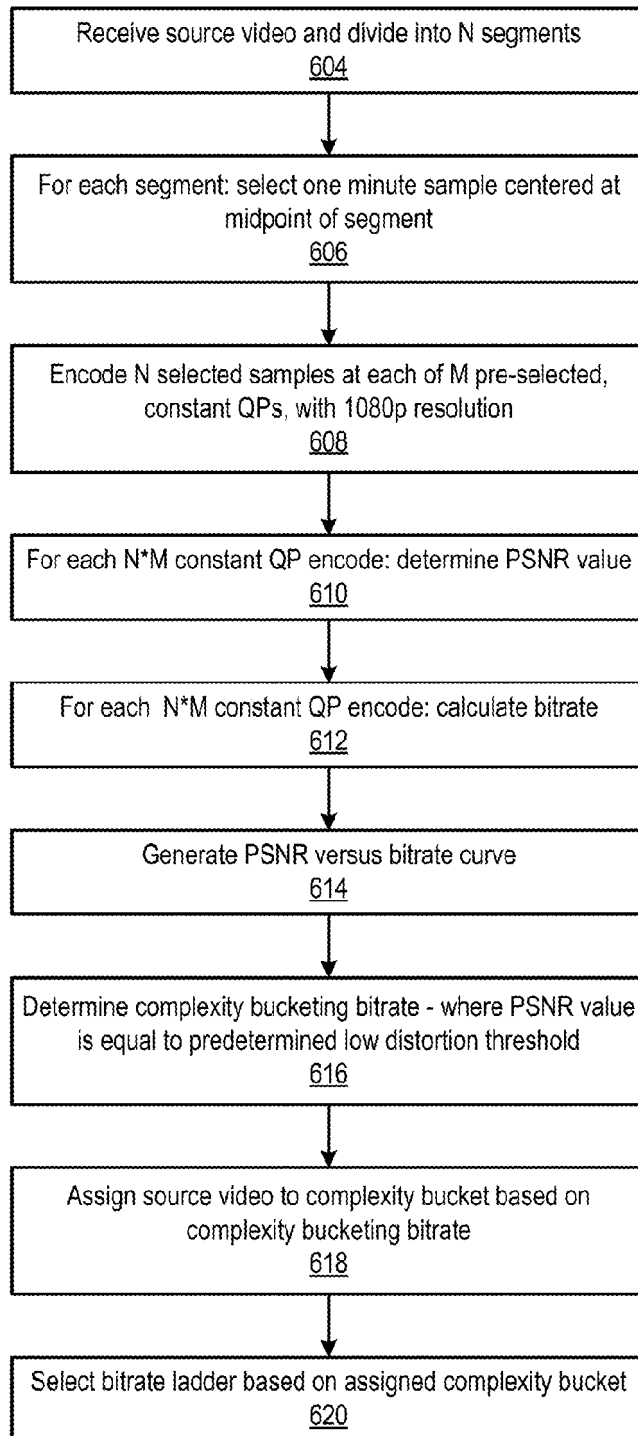 Receive source video and divide into N segments
604
For each segment: select one minute sample centered at
midpoint of segment
606
Encode N selected samples at each of M pre-selected,
constant QPs, with 1080p resolution
608
For each N*M constant QP encode: determine PSNR value
610
For each N*M constant QP encode: calculate bitrate
612
Generate PSNR versus bitrate curve
614
Determine complexity bucketing bitrate - where PSNR value
is equal to predetermined low distortion threshold
616
Assign source video to complexity bucket based on
complexity bucketing bitrate
618
Select bitrate ladder based on assigned complexity bucket
620